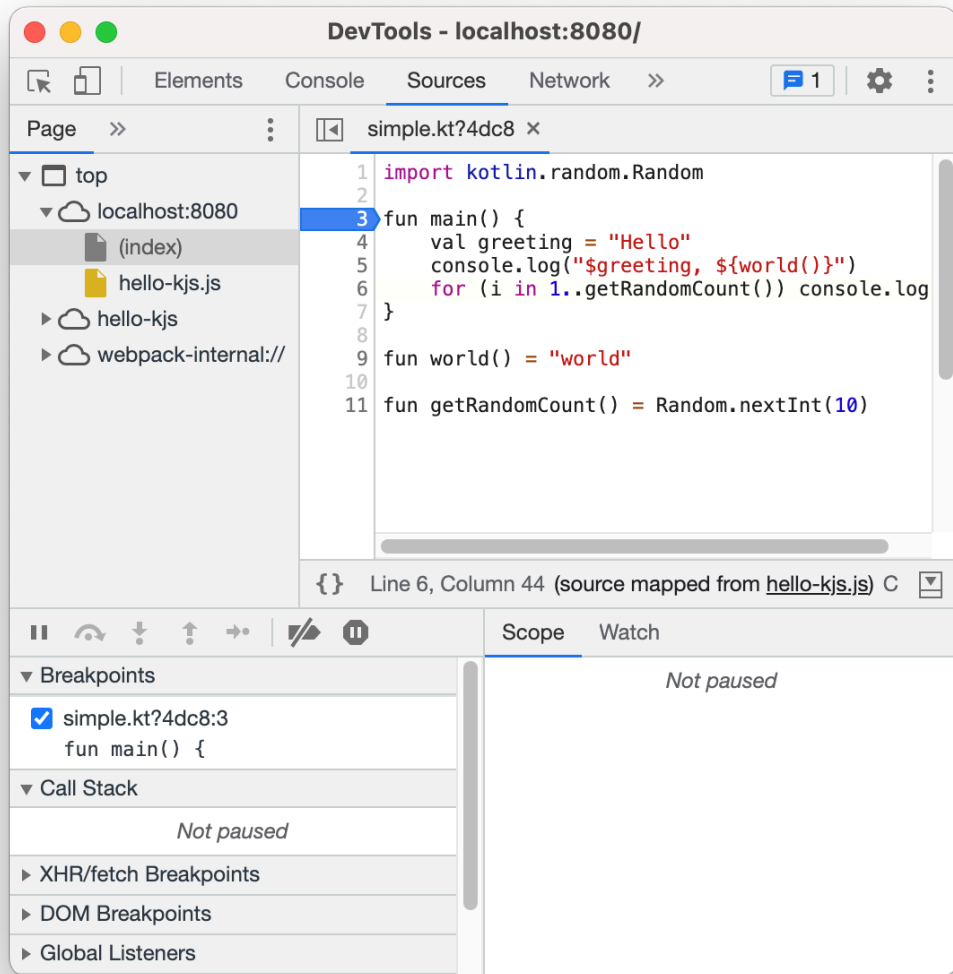 DevTools - localhost:8080/
Elements Console Sources Network » 1
Page »
simple.kt?4dc8 ×
top
localhost:8080
(index)
hello-kjs.js
hello-kjs
webpack-internal://
1 import kotlin.random.Random
2
3 fun main() {
4     val greeting = "Hello"
5     console.log("$greeting, ${world()}")
6     for (i in 1..getRandomCount()) console.log
7 }
8
9 fun world() = "world"
10
11 fun getRandomCount() = Random.nextInt(10)
{} Line 6, Column 44 (source mapped from hello-kjs.js) C
Breakpoints
simple.kt?4dc8:3
fun main() {
Call Stack
Not paused
XHR/fetch Breakpoints
DOM Breakpoints
Global Listeners
Scope Watch
Not paused